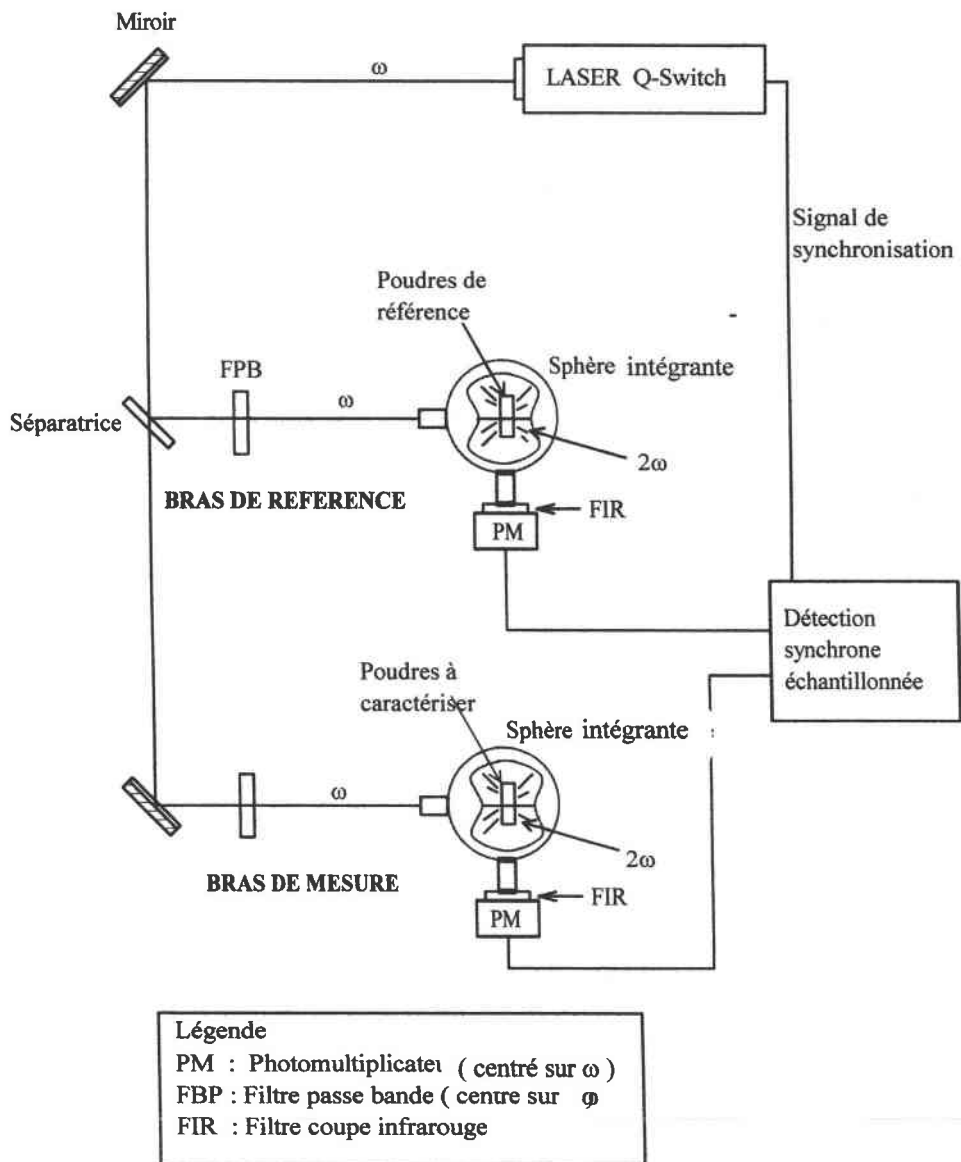 Miroir
ω
LASER Q-Switch
Signal de
synchronisation
Poudres de
référence
FPB
ω
Sphère intégrante
Séparatrice
2ω
BRAS DE REFERENCE
FIR
PM
Détection
synchrone
échantillonnée
Poudres à
caractériser
Sphère intégrante
ω
2ω
BRAS DE MESURE
FIR
PM
Légende
PM : Photomultiplicateu ( centré sur ω )
FBP : Filtre passe bande ( centre sur
FIR : Filtre coupe infrarouge